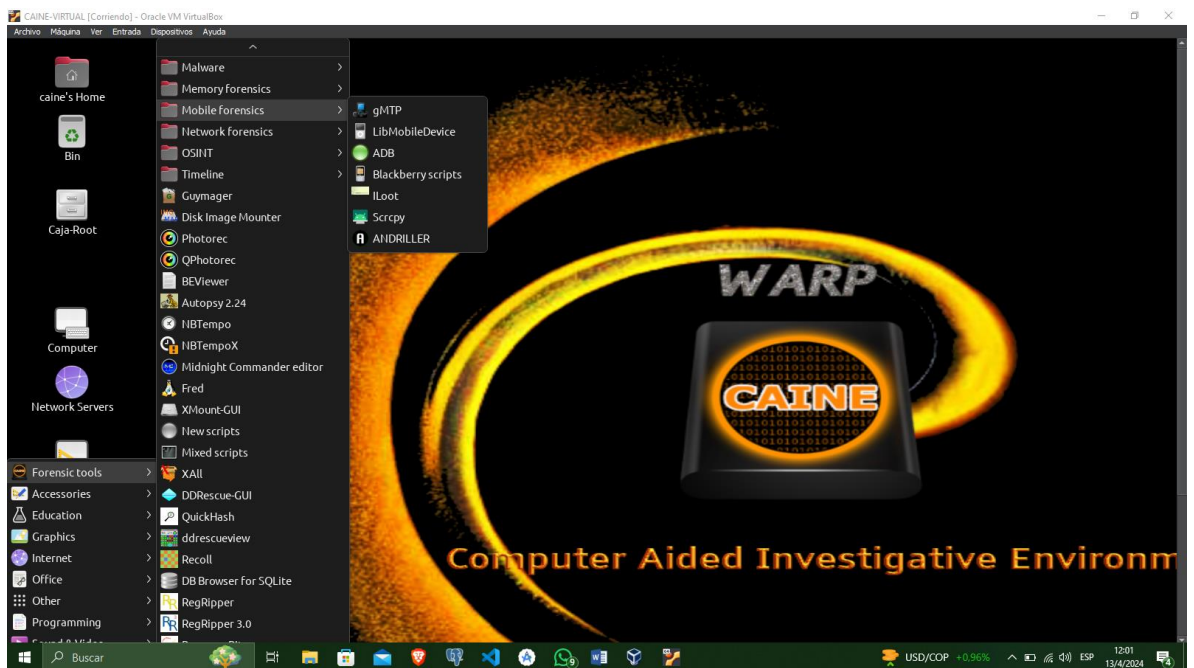 CAINE-VIRTUAL [Corriendo] - Oracle VM VirtualBox
Archivo Máquina Ver Entrada Dispositivos Ayuda
caine's Home
Bin
Caja-Root
Computer
Network Servers
Forensic tools
Accessories
Education
Graphics
Internet
Office
Other
Programming
Malware
Memory forensics
Mobile forensics
Network forensics
OSINT
Timeline
Guymager
Disk Image Mounter
Photorec
QPhotorec
BEViewer
Autopsy 2.24
NBTempo
NBTempoX
Midnight Commander editor
Fred
XMount-GUI
New scripts
Mixed scripts
XAll
DDRescue-GUI
QuickHash
ddrescueview
Recoll
DB Browser for SQLite
RegRipper
RegRipper 3.0
gMTP
LibMobileDevice
ADB
Blackberry scripts
ILoot
Scrcpy
ANDRILLER
WARP
CAINE
Computer Aided Investigative Environm
Buscar
USD/COP +0,96%
ESP
12:01
13/4/2024